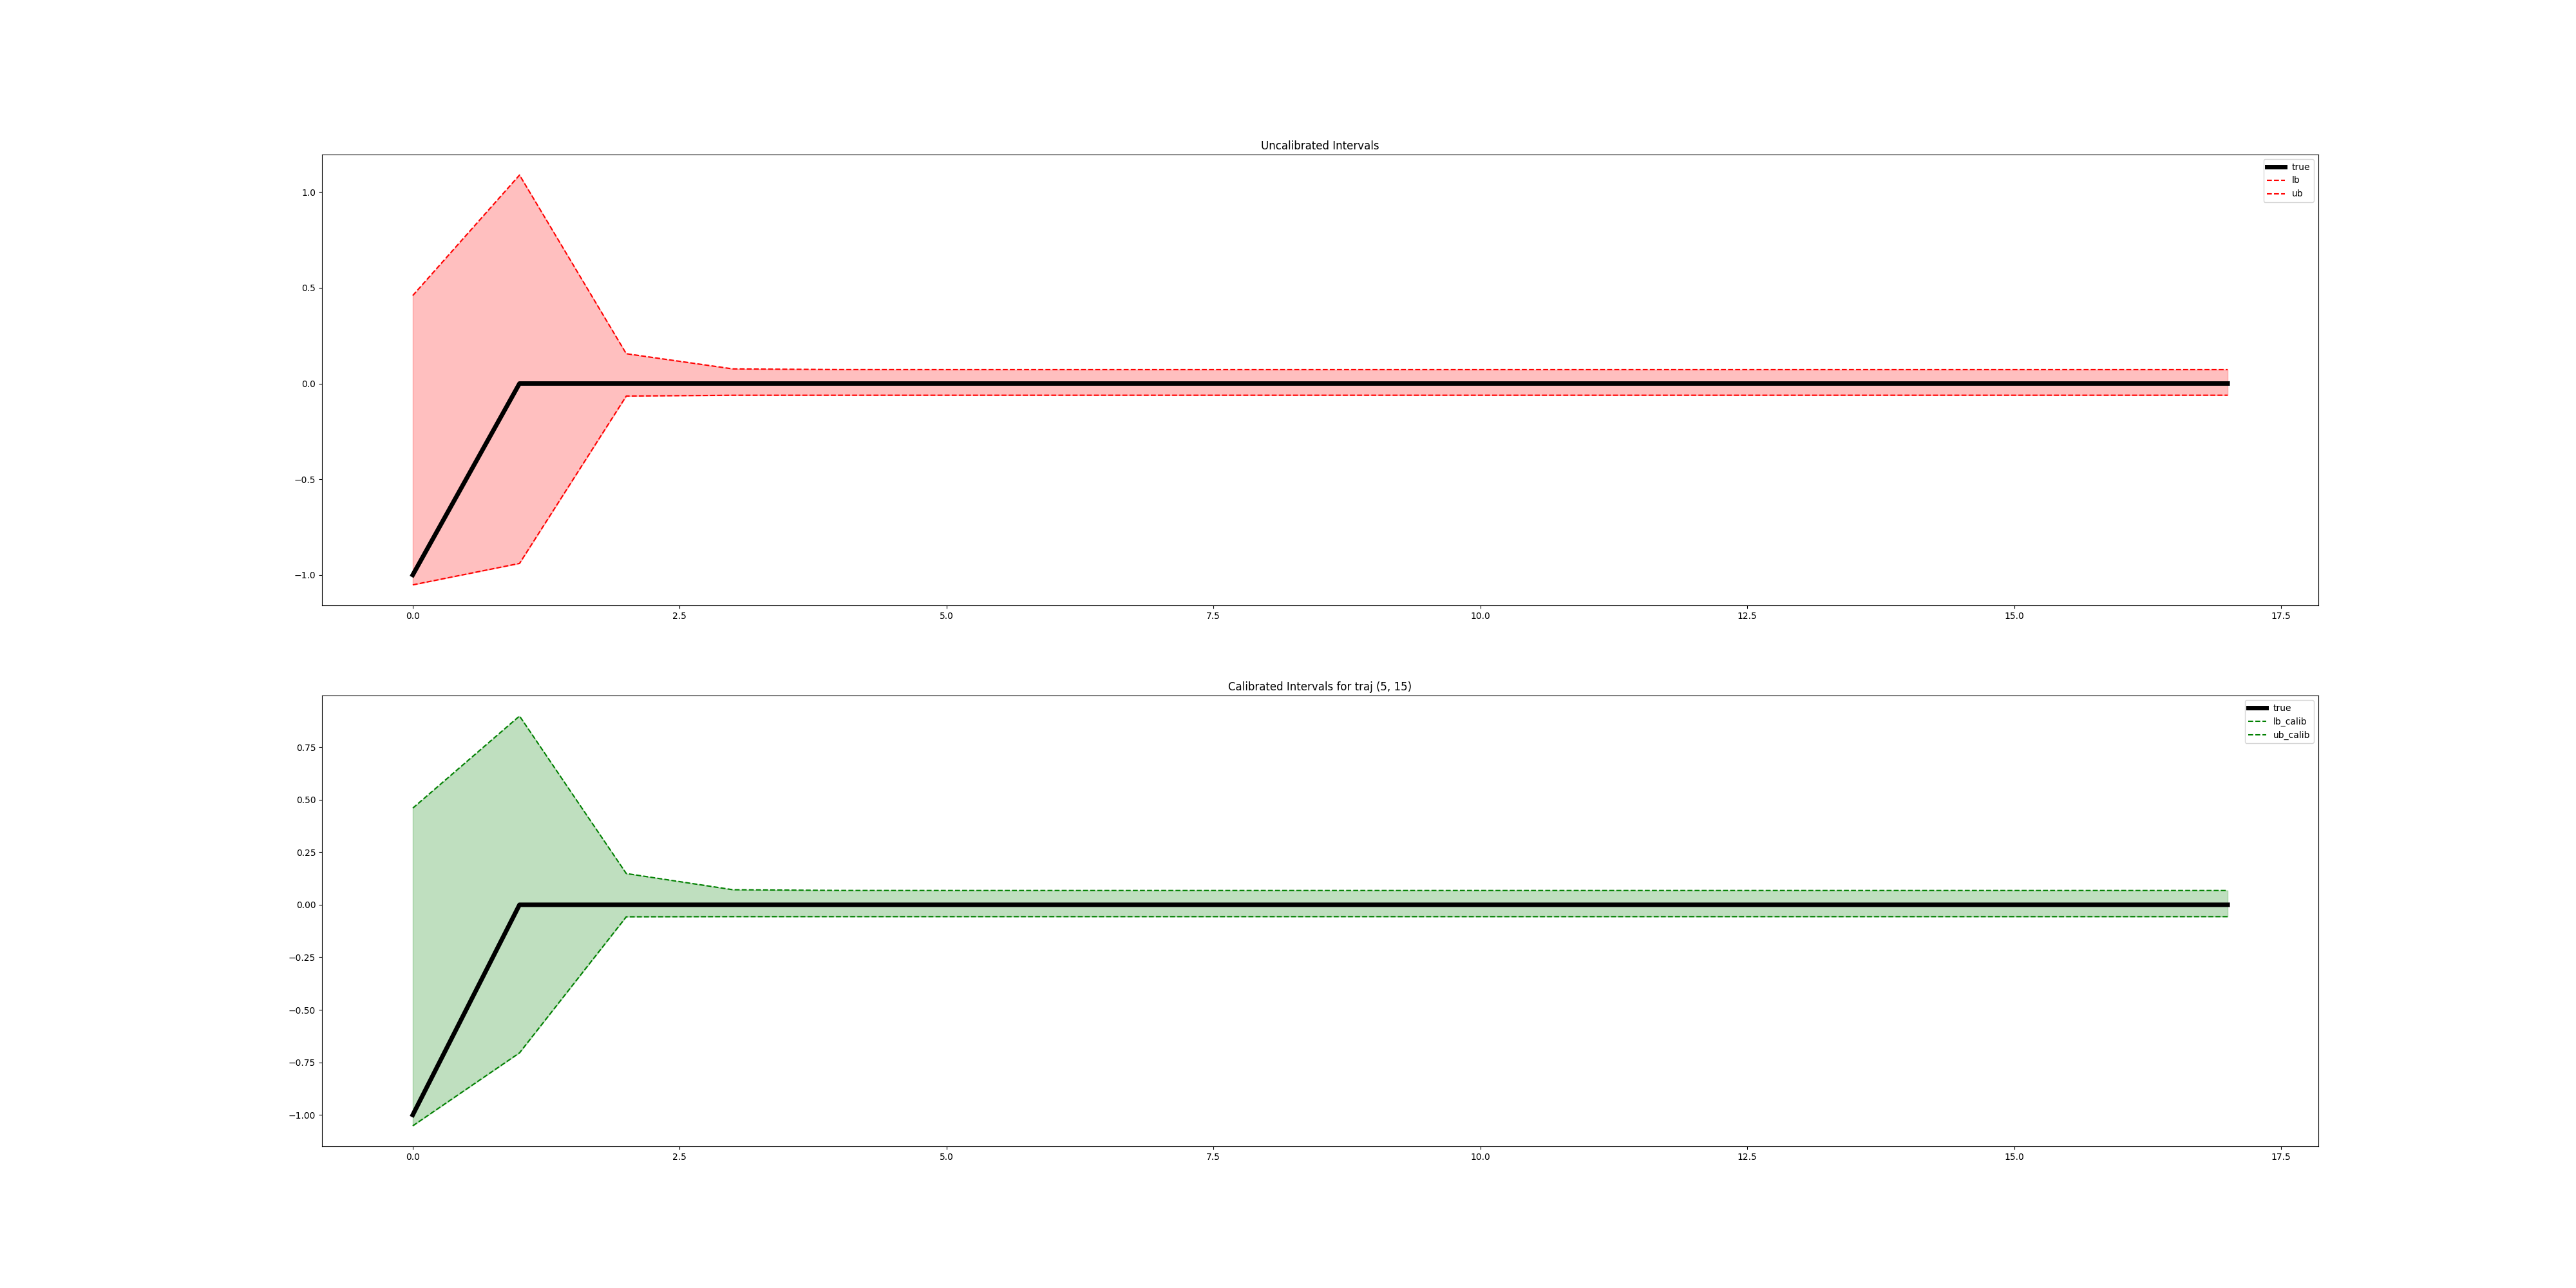 Uncalibrated Intervals
true
lb
ub
1.0
0.5
0.0
−0.5
−1.0
0.0 2.5 5.0 7.5 10.0 12.5 15.0 17.5
Calibrated Intervals for traj (5, 15)
true
lb_calib
ub_calib
0.75
0.50
0.25
0.00
−0.25
−0.50
−0.75
−1.00
0.0 2.5 5.0 7.5 10.0 12.5 15.0 17.5